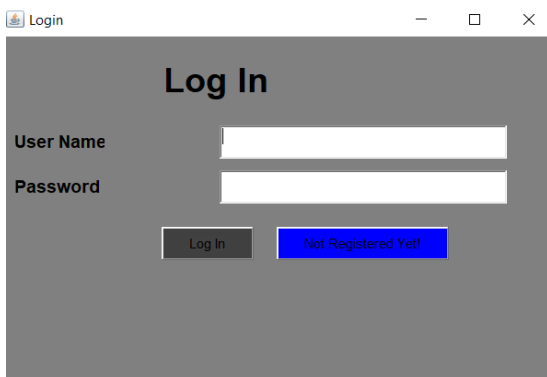 Login
Log In
User Name
Password
Log In
Not Registered Yet!